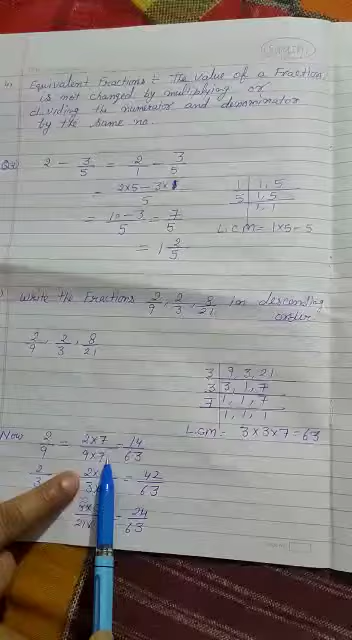 Equivalent Fractions :- The value of a Fraction
is not changed by multiplying or
dividing the numerator and denominator
by the same no.
2 - 3/5 = 2/1 - 3/5
= 2×5 - 3×1 / 5
= 10 - 3 / 5 = 7/5
= 1 2/5
1 | 1, 5
5 | 1, 5
1, 1
L.C.M = 1×5 = 5
Write the Fractions 2/9, 2/3, 8/21 in descending
order
2/9, 2/3, 8/21
3 | 9, 3, 21
3 | 3, 1, 7
7 | 1, 1, 7
1, 1, 1
LCM = 3×3×7 = 63
Now 2/9 = 2×7 / 9×7 = 14/63
2/3 = 42/63
= 24/63